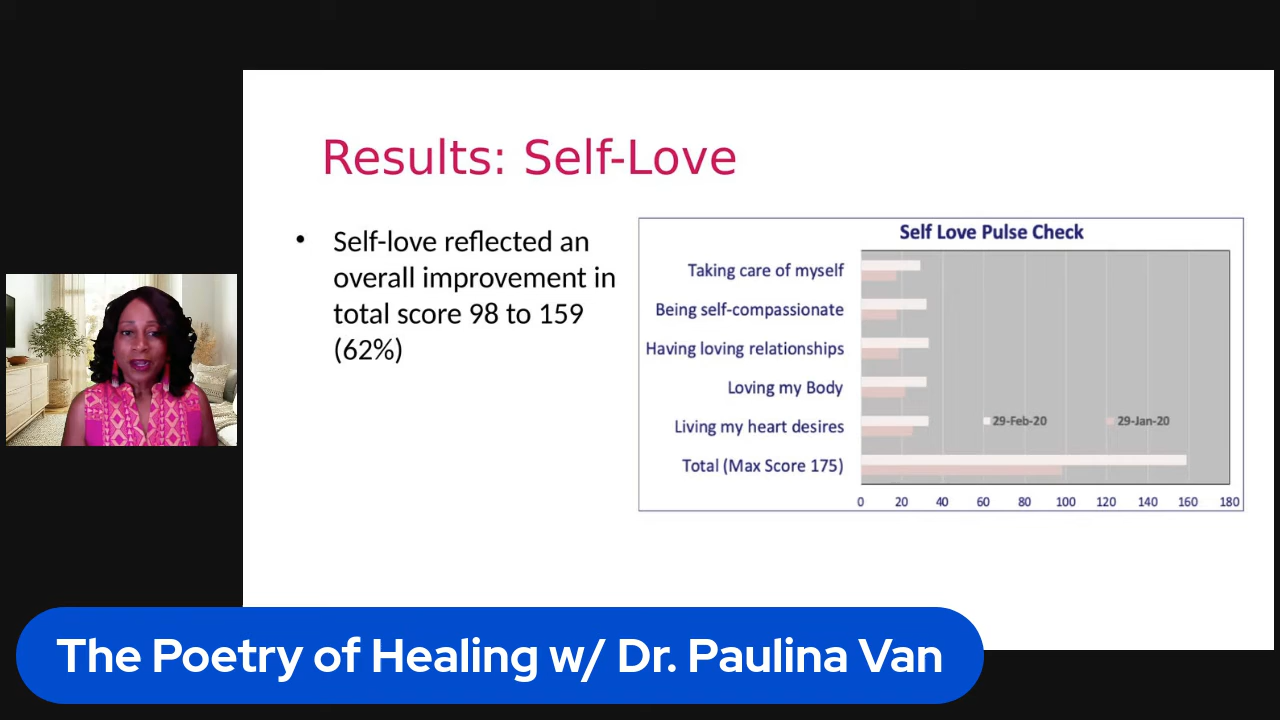 Results: Self-Love
• Self-love reflected an
overall improvement in
total score 98 to 159
(62%)
Self Love Pulse Check
Taking care of myself
Being self-compassionate
Having loving relationships
Loving my Body
Living my heart desires
29-Feb-20 29-Jan-20
Total (Max Score 175)
0 20 40 60 80 100 120 140 160 180
The Poetry of Healing w/ Dr. Paulina Van